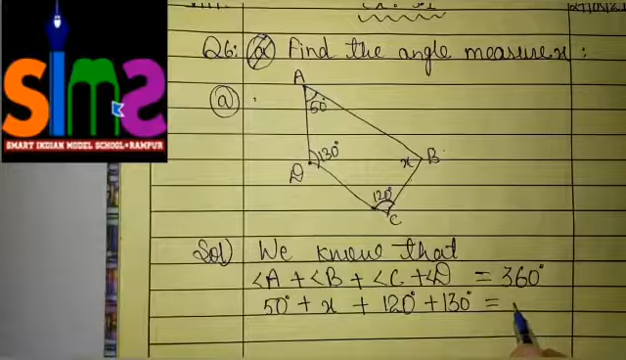 Q6: (a) Find the angle measure x :
SIMS
SMART INDIAN MODEL SCHOOL•RAMPUR
(a) .
A
50°
130°
x B
D
120°
C
Sol) We know that
∠A + ∠B + ∠C + ∠D = 360°
50° + x + 120° + 130° =